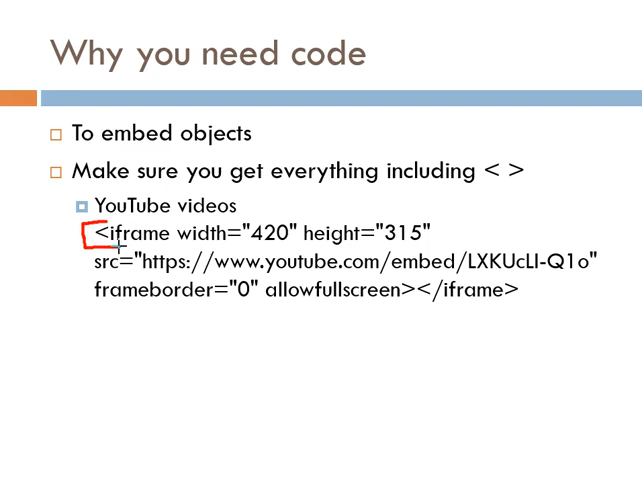 Why you need code
To embed objects
Make sure you get everything including < >
YouTube videos
<iframe width="420" height="315"
src="https://www.youtube.com/embed/LXKUcLI-Q1o"
frameborder="0" allowfullscreen></iframe>